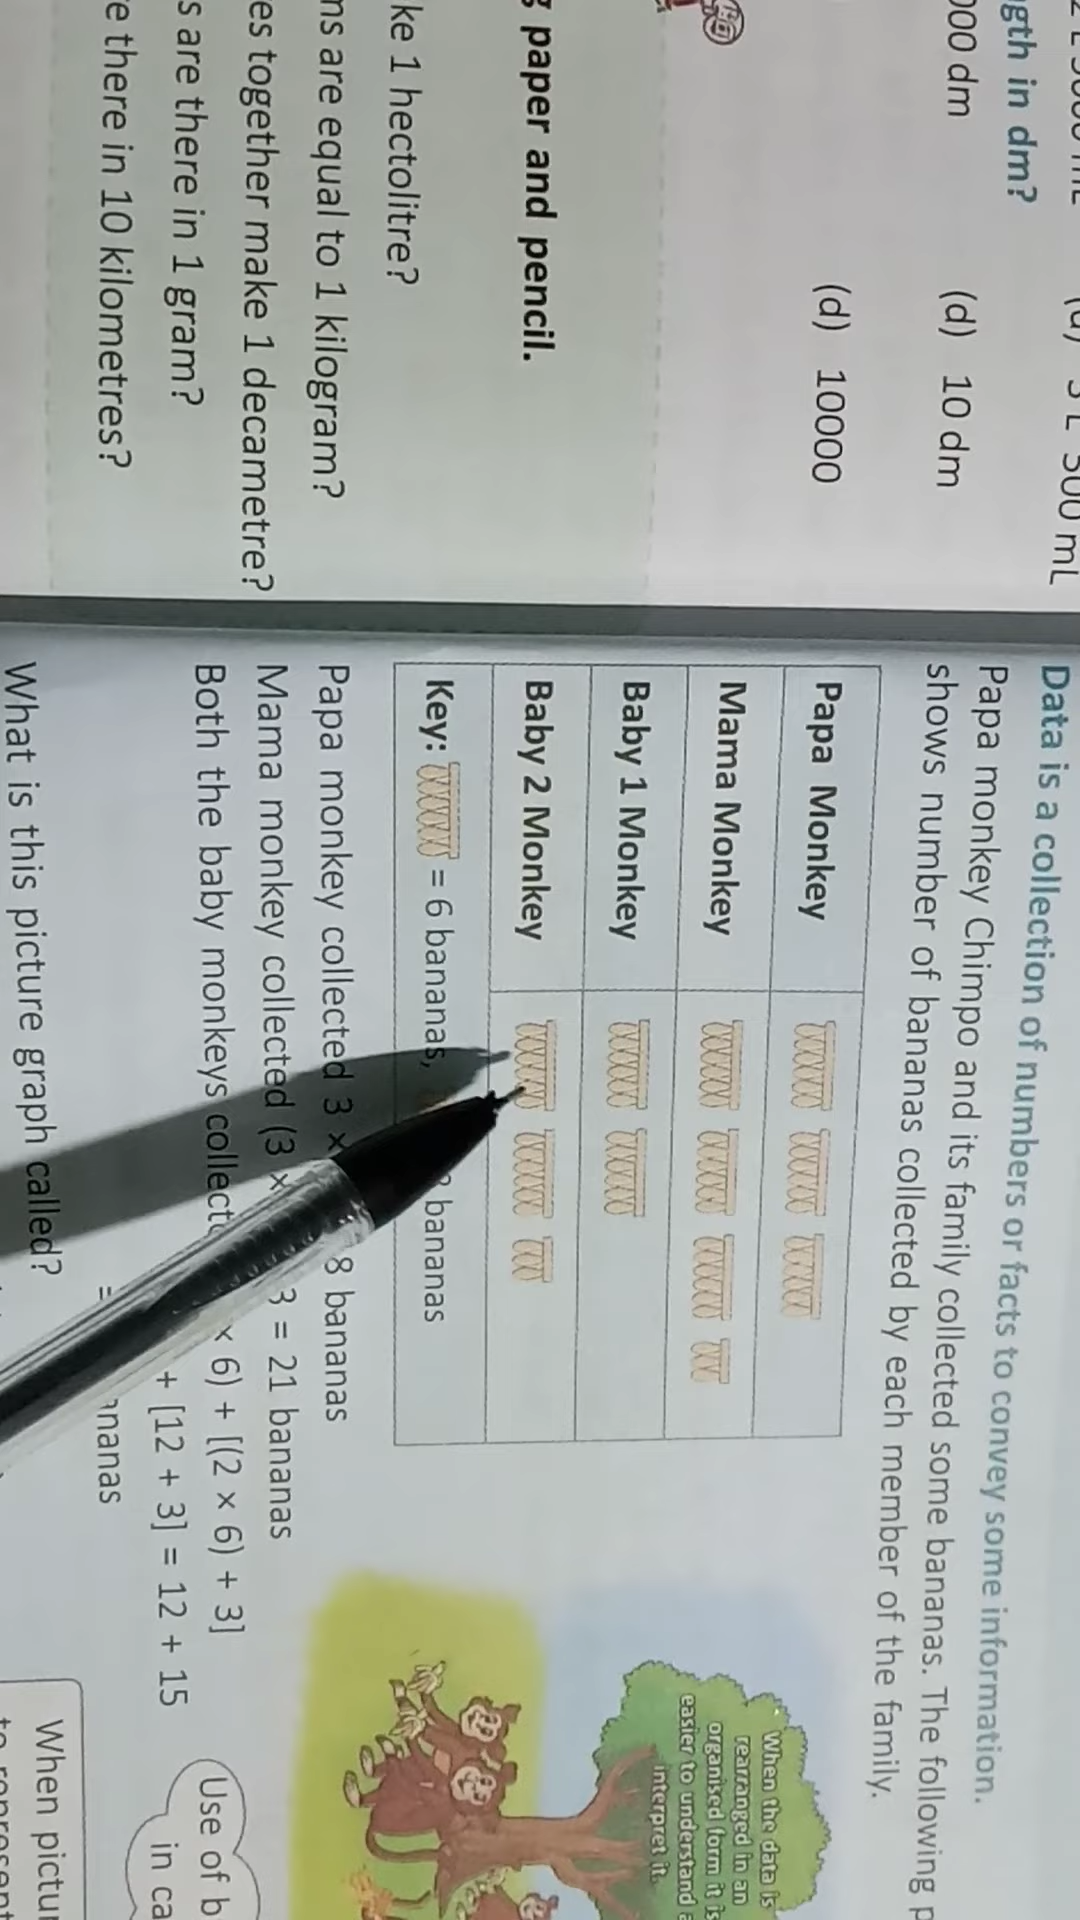 gth in dm?
000 dm
(d) 10 dm
(d) 10000
paper and pencil.
ke 1 hectolitre?
ns are equal to 1 kilogram?
es together make 1 decametre?
s are there in 1 gram?
e there in 10 kilometres?
Data is a collection of numbers or facts to convey some information.
Papa monkey Chimpo and its family collected some bananas. The following p
shows number of bananas collected by each member of the family.
Papa Monkey
Mama Monkey
Baby 1 Monkey
Baby 2 Monkey
Key: = 6 bananas, bananas
Papa monkey collected 3 × 8 bananas
Mama monkey collected (3 × 3 = 21 bananas
Both the baby monkeys collect × 6) + [(2 × 6) + 3]
+ [12 + 3] = 12 + 15
= nanas
What is this picture graph called?
When the data is
rearranged in an
organised form it is
easier to understand a
interpret it.
Use of b
in ca
When pictur